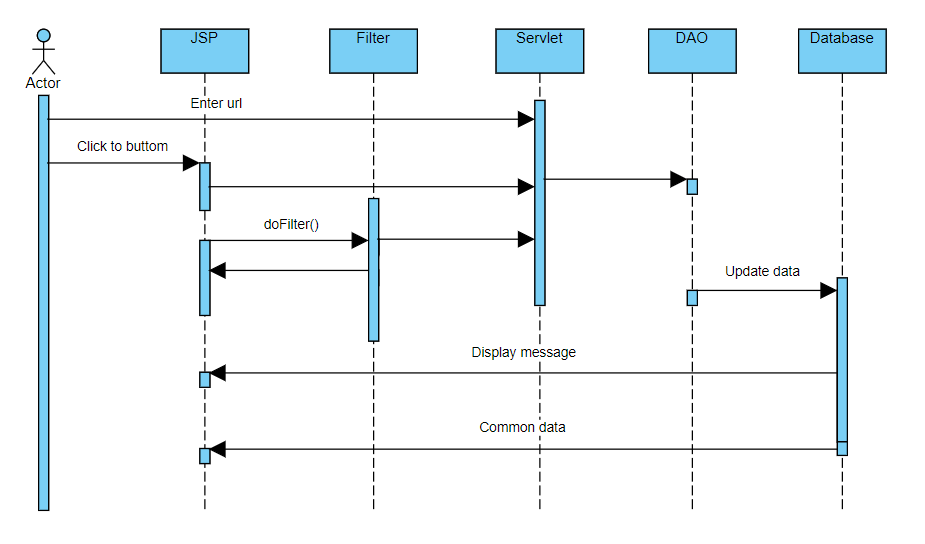 JSP
Filter
Servlet
DAO
Database
Actor
Enter url
Click to buttom
doFilter()
Update data
Display message
Common data